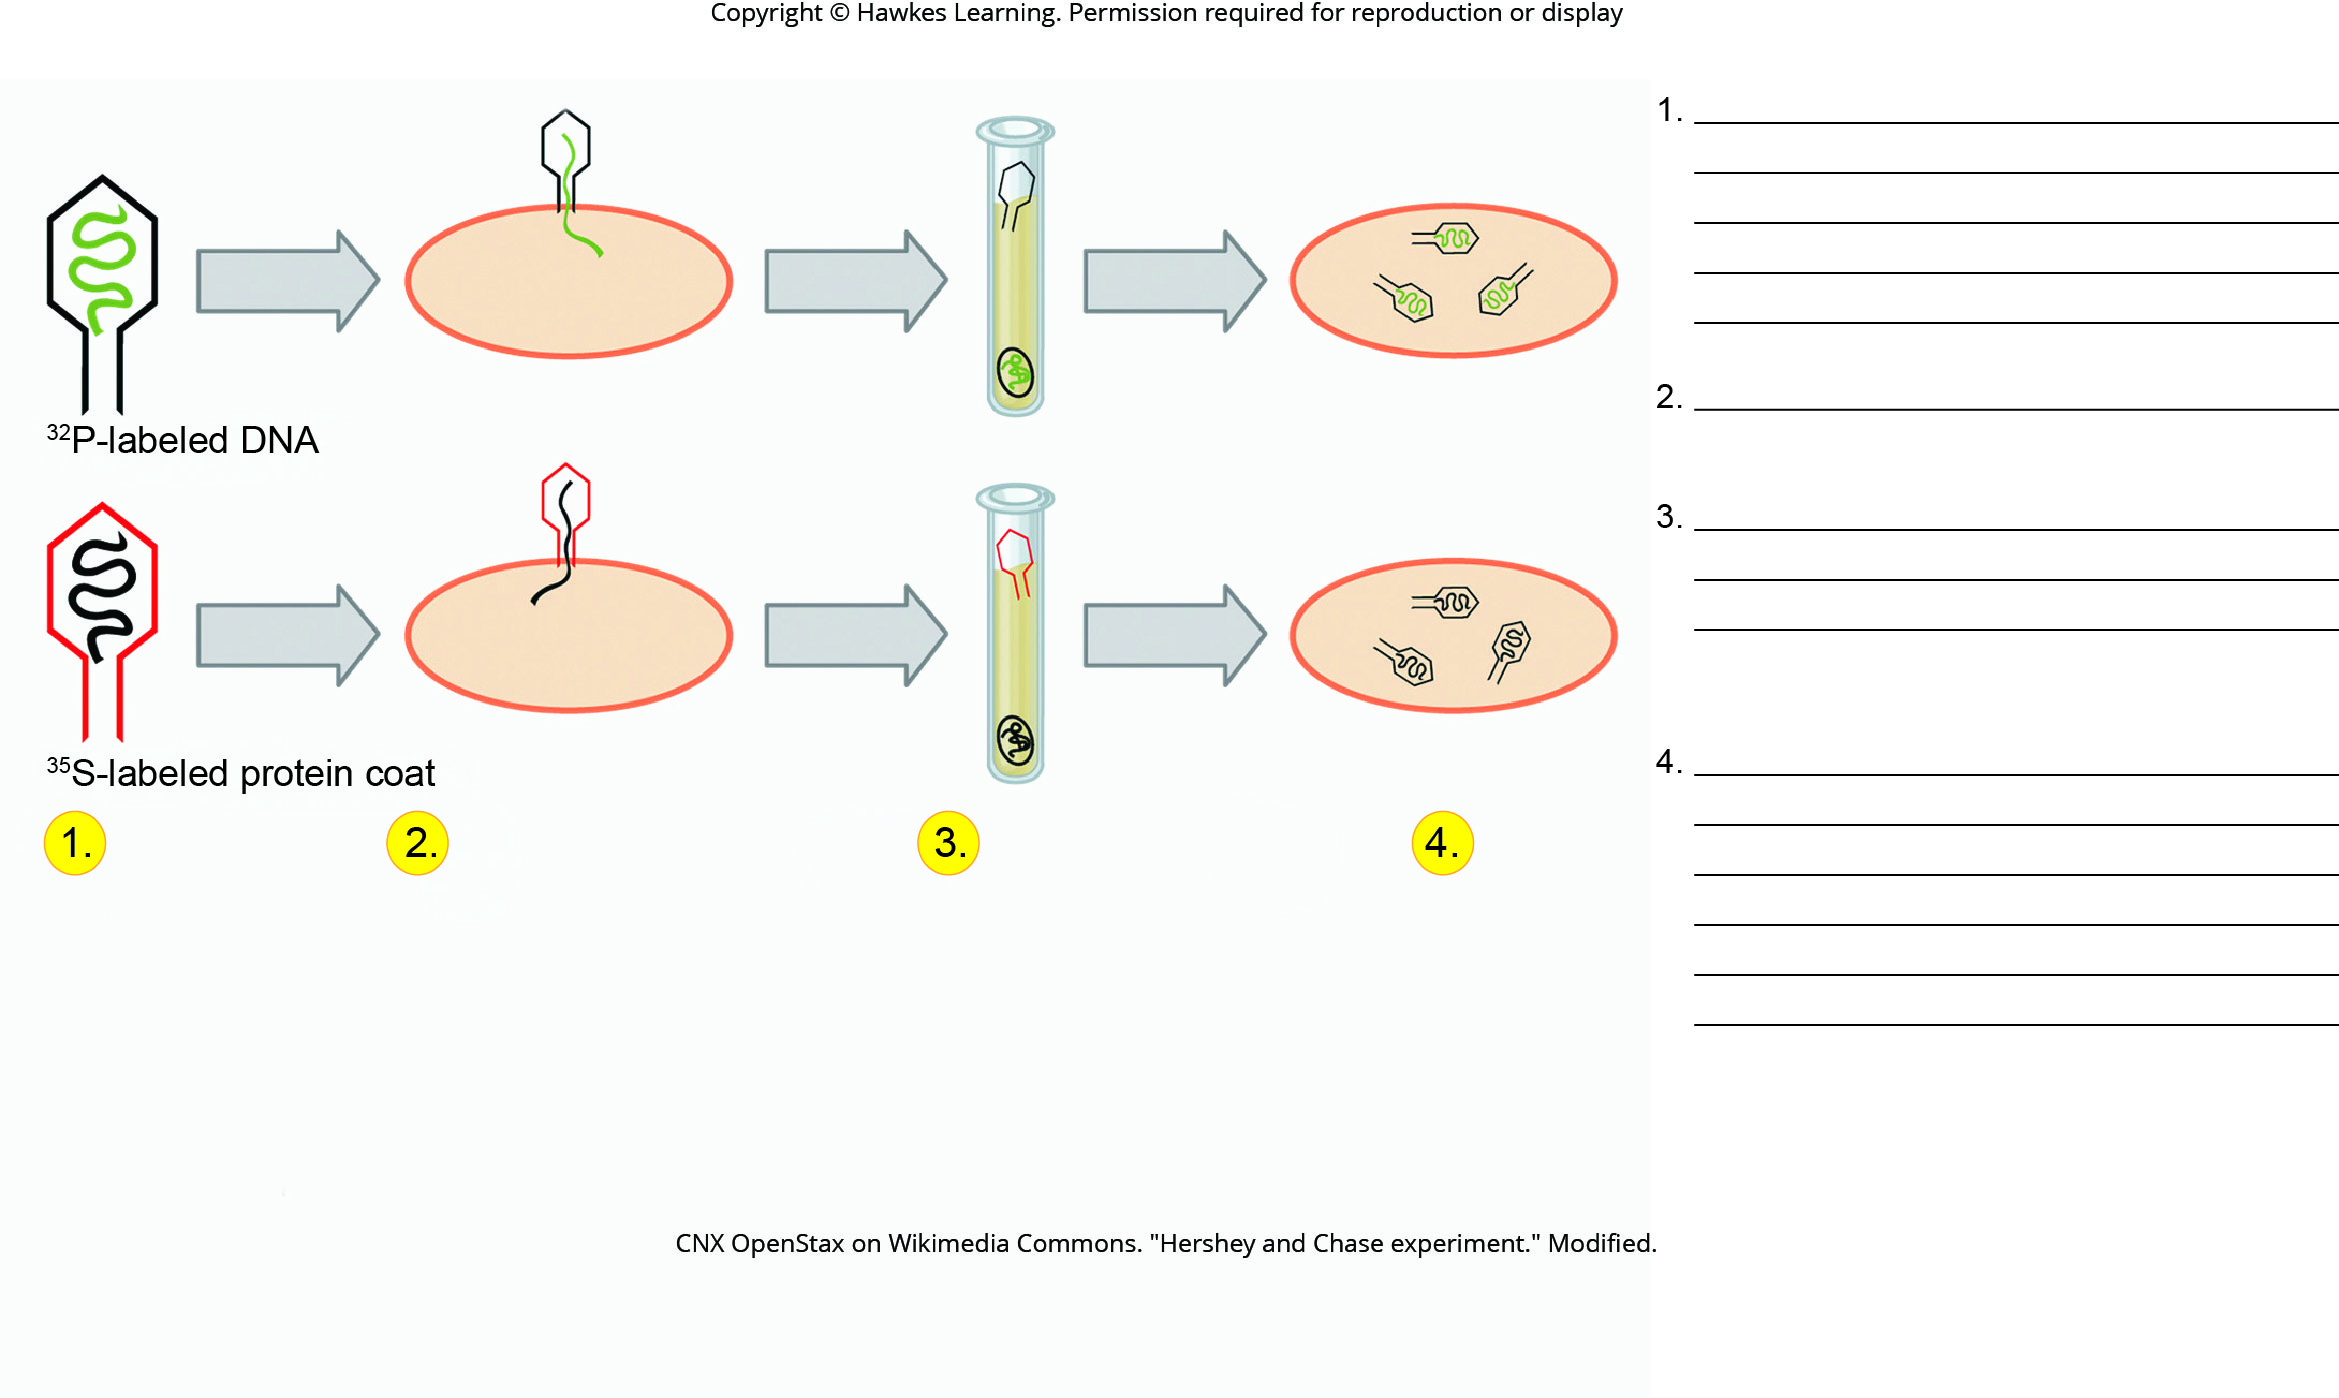 Copyright © Hawkes Learning. Permission required for reproduction or display
³²P-labeled DNA
³⁵S-labeled protein coat
1.
2.
3.
4.
1.
2.
3.
4.
CNX OpenStax on Wikimedia Commons. "Hershey and Chase experiment." Modified.